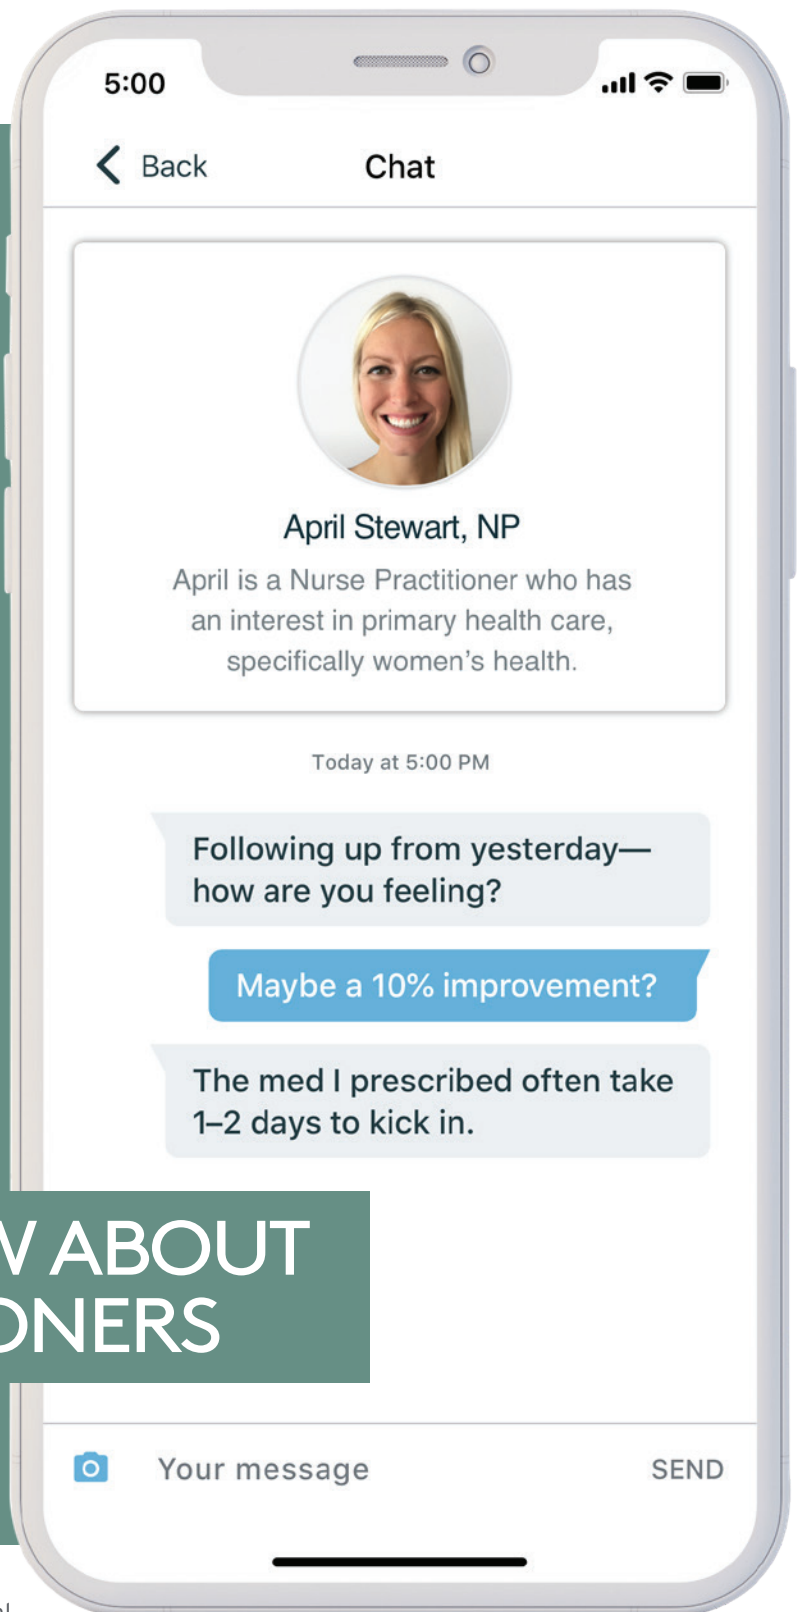 5:00
Back
Chat
April Stewart, NP
April is a Nurse Practitioner who has
an interest in primary health care,
specifically women’s health.
Today at 5:00 PM
Following up from yesterday—
how are you feeling?
Maybe a 10% improvement?
The med I prescribed often take
1–2 days to kick in.
ABOUT
Your message
SEND